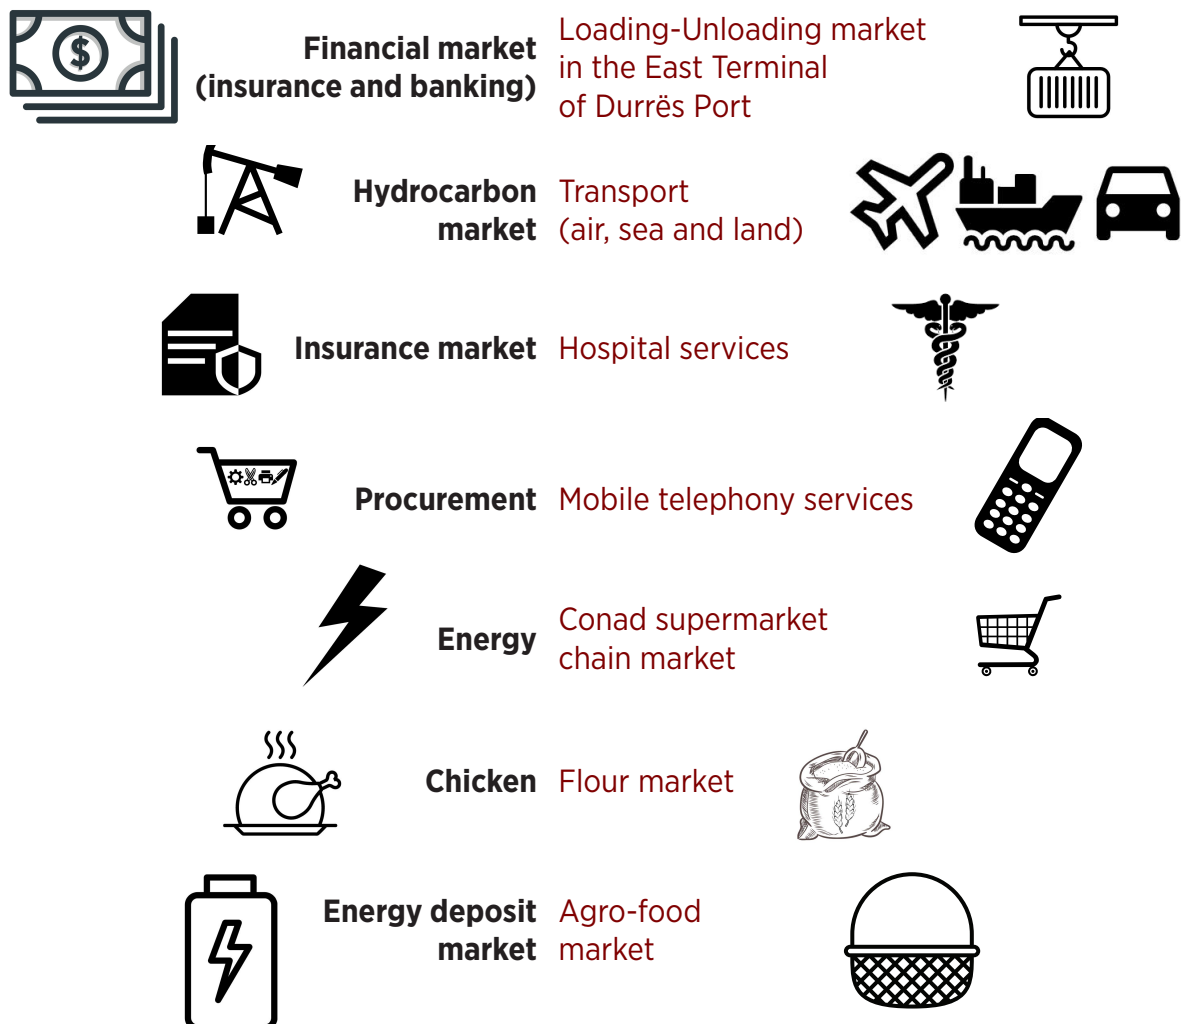 Financial market
(insurance and banking)
Loading-Unloading market
in the East Terminal
of Durrës Port
Hydrocarbon
market
Transport
(air, sea and land)
Insurance market
Hospital services
Procurement
Mobile telephony services
Energy
Conad supermarket
chain market
Chicken
Flour market
Energy deposit
market
Agro-food
market